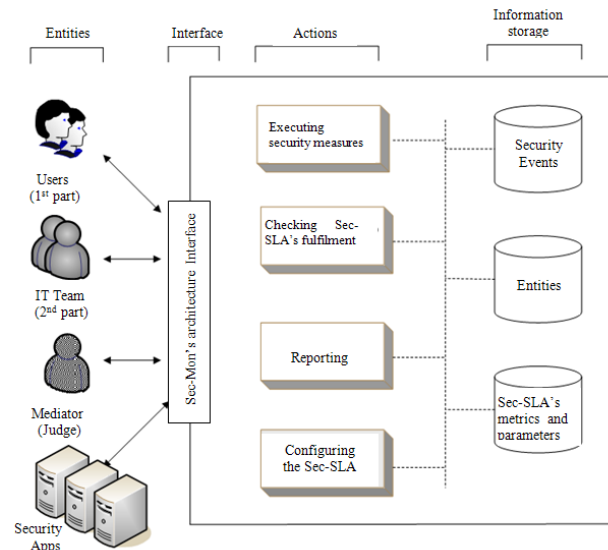 Entities
Interface
Actions
Information
storage
Users
(1st part)
IT Team
(2nd part)
Mediator
(Judge)
Security
Apps
Sec-Mon's architecture Interface
Executing
security measures
Checking Sec-
SLA's fulfilment
Reporting
Configuring
the Sec-SLA
Security
Events
Entities
Sec-SLA's
metrics and
parameters